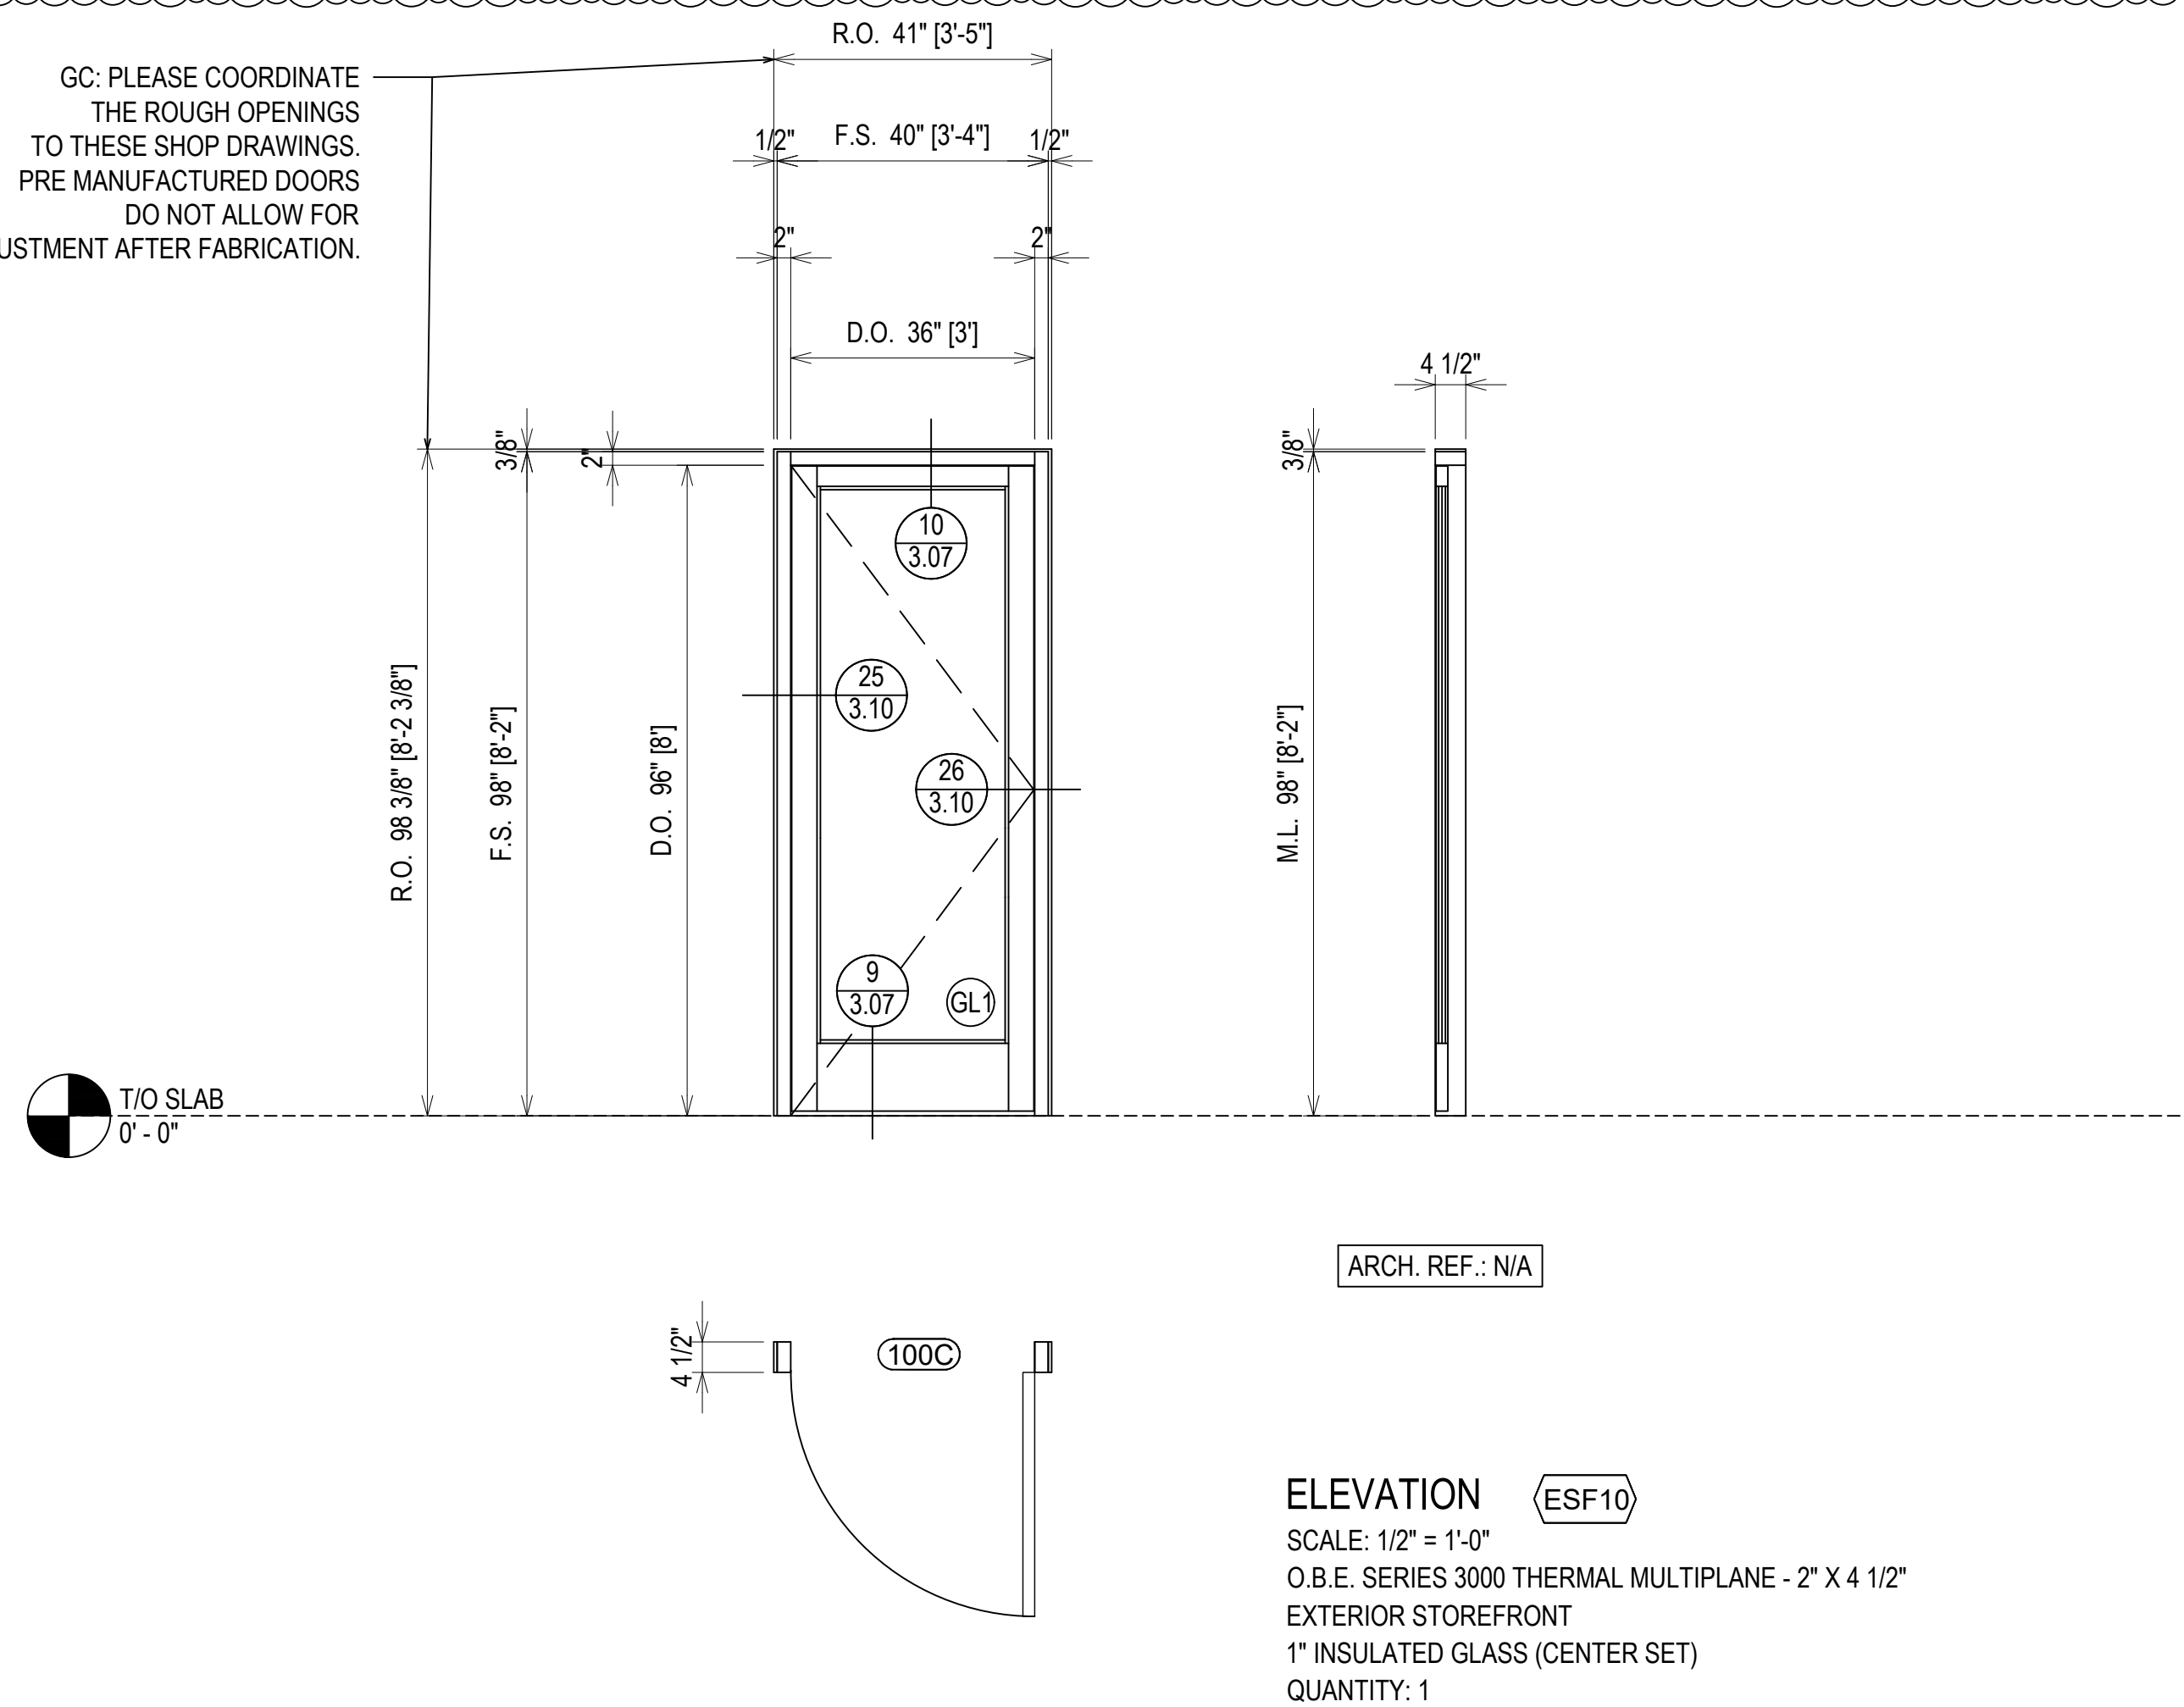 R.O. 41" [3'-5"]
GC: PLEASE COORDINATE
THE ROUGH OPENINGS
TO THESE SHOP DRAWINGS.
PRE MANUFACTURED DOORS
DO NOT ALLOW FOR
USTMENT AFTER FABRICATION.
1/2" F.S. 40" [3'-4"] 1/2"
2" 2"
D.O. 36" [3']
4 1/2"
3/8"
2"
3/8"
10
3.07
25
3.10
26
3.10
R.O. 98 3/8" [8'-2 3/8"]
F.S. 98" [8'-2"]
D.O. 96" [8']
M.L. 98" [8'-2"]
9
3.07
GL1
T/O SLAB
0' - 0"
ARCH. REF.: N/A
4 1/2"
100C
ELEVATION ESF10
SCALE: 1/2" = 1'-0"
O.B.E. SERIES 3000 THERMAL MULTIPLANE - 2" X 4 1/2"
EXTERIOR STOREFRONT
1" INSULATED GLASS (CENTER SET)
QUANTITY: 1